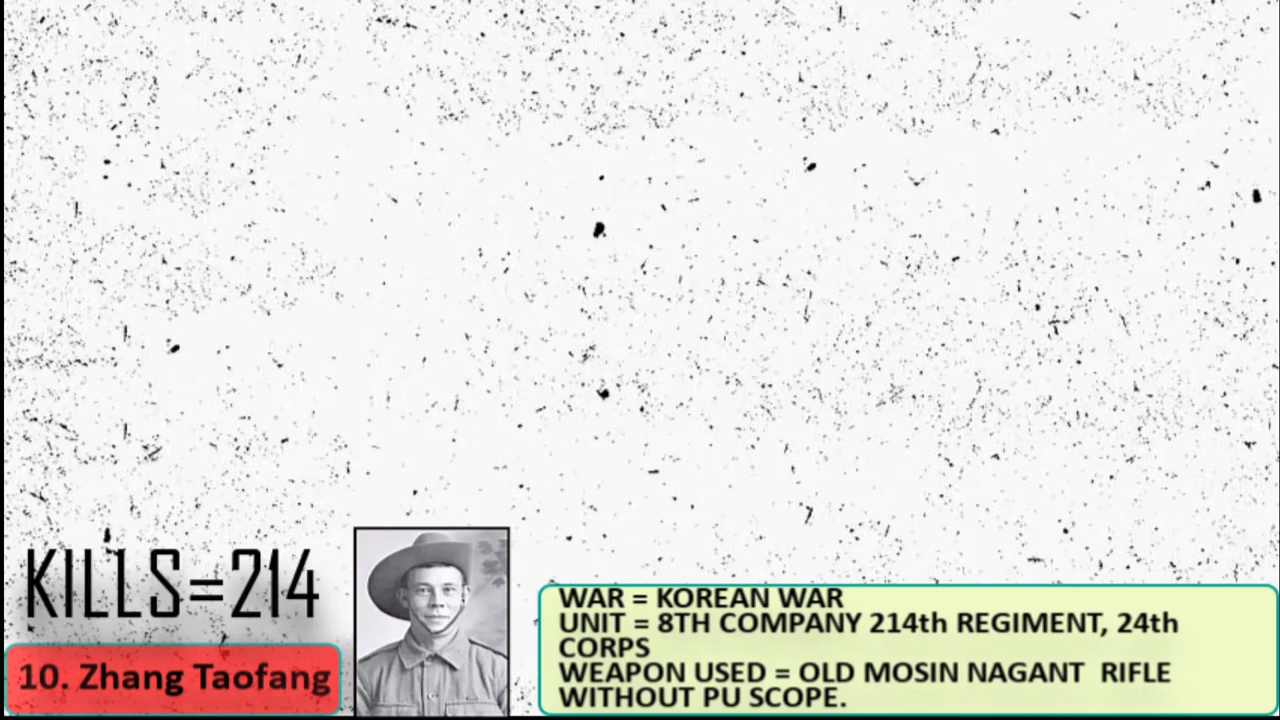 KILLS=214
10. Zhang Taofang
WAR = KOREAN WAR
UNIT = 8TH COMPANY 214th REGIMENT, 24th
CORPS
WEAPON USED = OLD MOSIN NAGANT RIFLE
WITHOUT PU SCOPE.